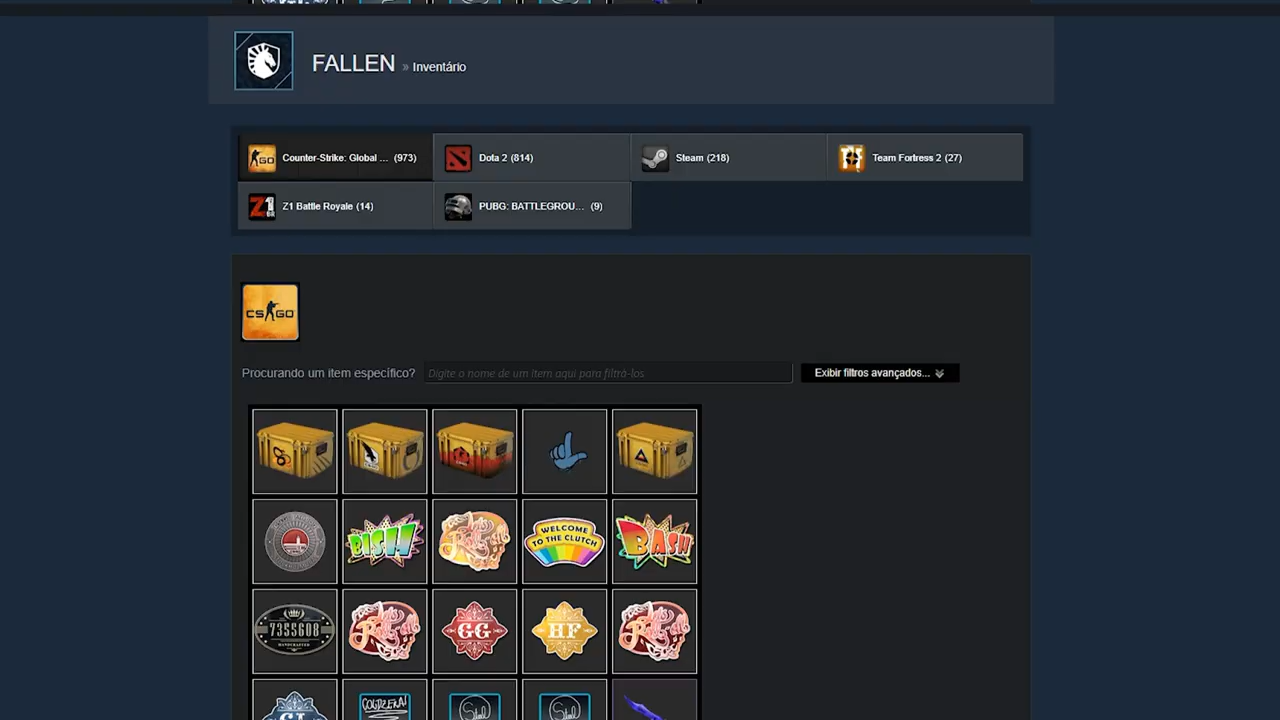 FALLEN » Inventário
Counter-Strike: Global ... (973)
Dota 2 (814)
Steam (218)
Team Fortress 2 (27)
Z1 Battle Royale (14)
PUBG: BATTLEGROU... (9)
CS GO
Procurando um item específico?
Digite o nome de um item aqui para filtrá-los
Exibir filtros avançados...
BISH
WELCOME
TO THE CLUTCH
BASH
7355608
HANDCRAFTED
GG
HF